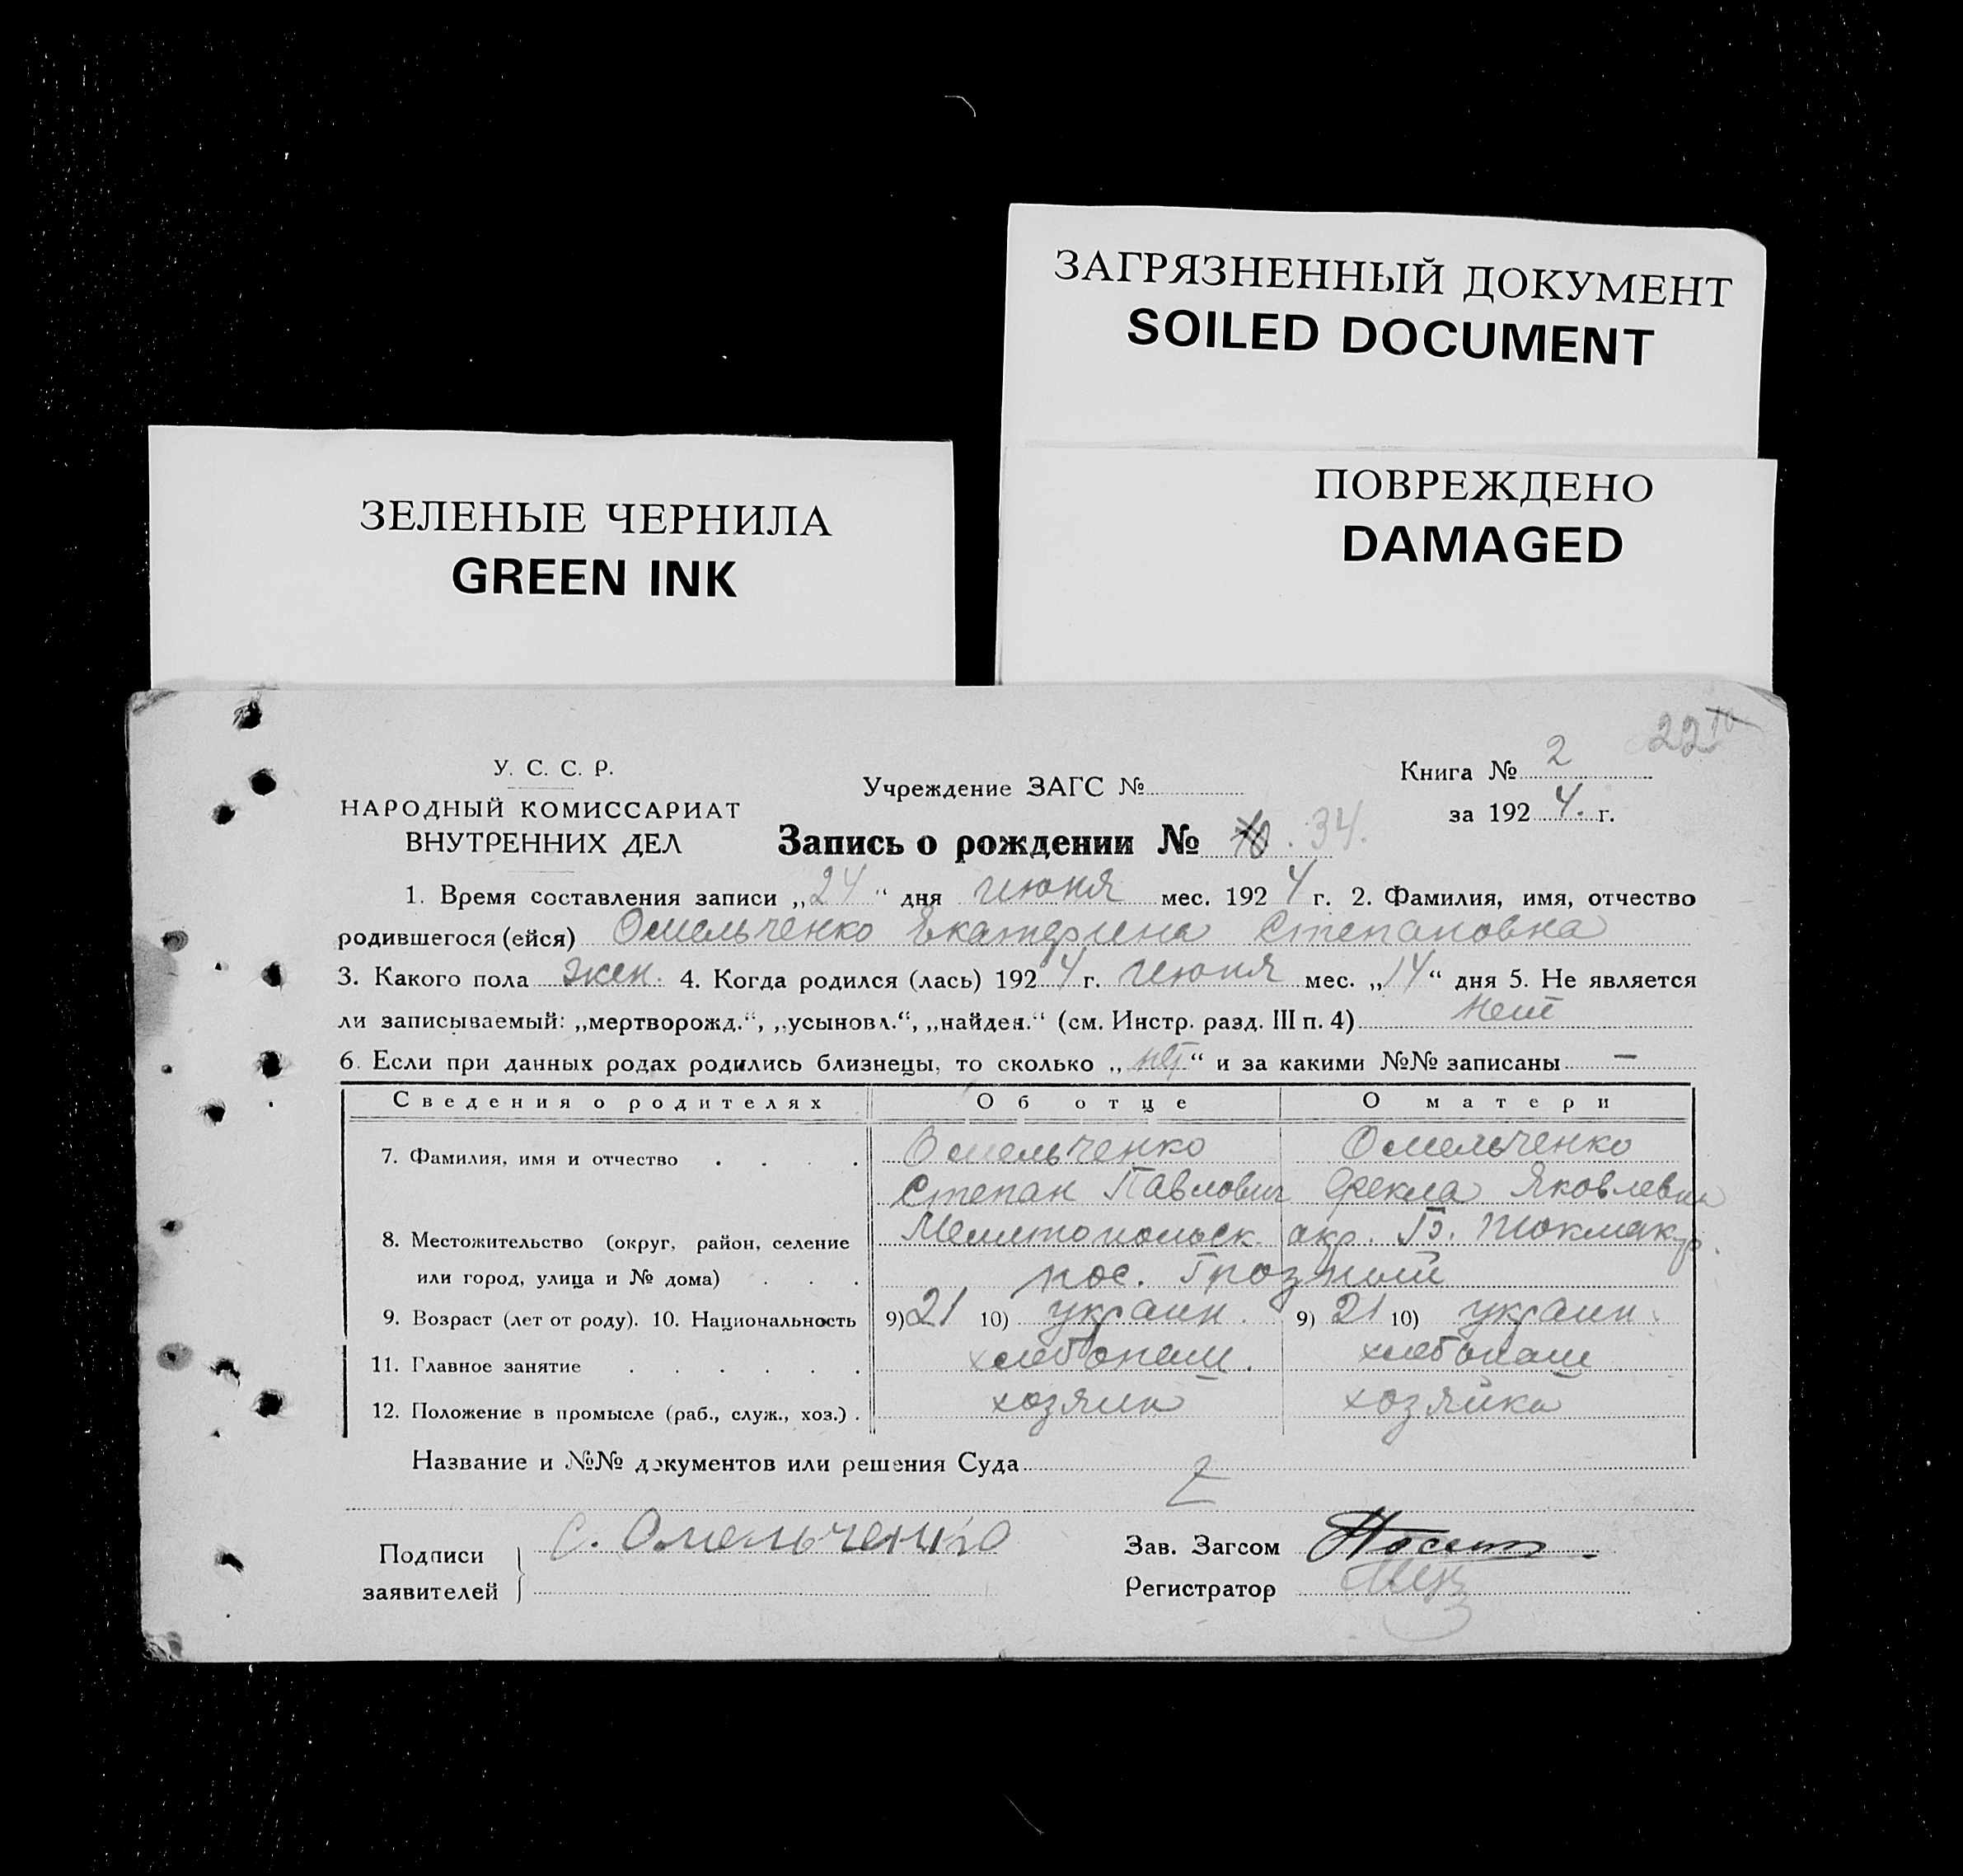 ЗАГРЯЗНЕННЫЙ ДОКУМЕНТ
SOILED DOCUMENT
ЗЕЛЕНЫЕ ЧЕРНИЛА
GREEN INK
ПОВРЕЖДЕНО
DAMAGED
22
У. С. С. Р.
НАРОДНЫЙ КОМИССАРИАТ
ВНУТРЕННИХ ДЕЛ
Учреждение ЗАГС №
Книга № 2
за 1924. г.
Запись о рождении № 34.
1. Время составления записи „24“ дня июня мес. 1924 г. 2. Фамилия, имя, отчество
родившегося (ейся) Омельченко Екатерина Степановна
3. Какого пола жен. 4. Когда родился (лась) 1924 г. июня мес. „14“ дня 5. Не является
ли записываемый: „мертворожд.“, „усыновл.“, „найден.“ (см. Инстр. разд. III п. 4) нет
6. Если при данных родах родились близнецы, то сколько „нет“ и за какими №№ записаны —
Сведения о родителях Об отце О матери
7. Фамилия, имя и отчество . . . . Омельченко Омельченко
Степан Павлович Фекла Яковлевна
8. Местожительство (округ, район, селение Мелитопольск. окр. Б. Токмак р.
или город, улица и № дома) . . . пос. Грозный
9. Возраст (лет от роду). 10. Национальность 9) 21 10) украин. 9) 21 10) украин.
11. Главное занятие . . . . . . хлебопаш. хлебопаш
12. Положение в промысле (раб., служ., хоз.) . хозяин хозяйка
Название и №№ документов или решения Суда
Подписи
заявителей
С. Омельченко
Зав. Загсом
Регистратор